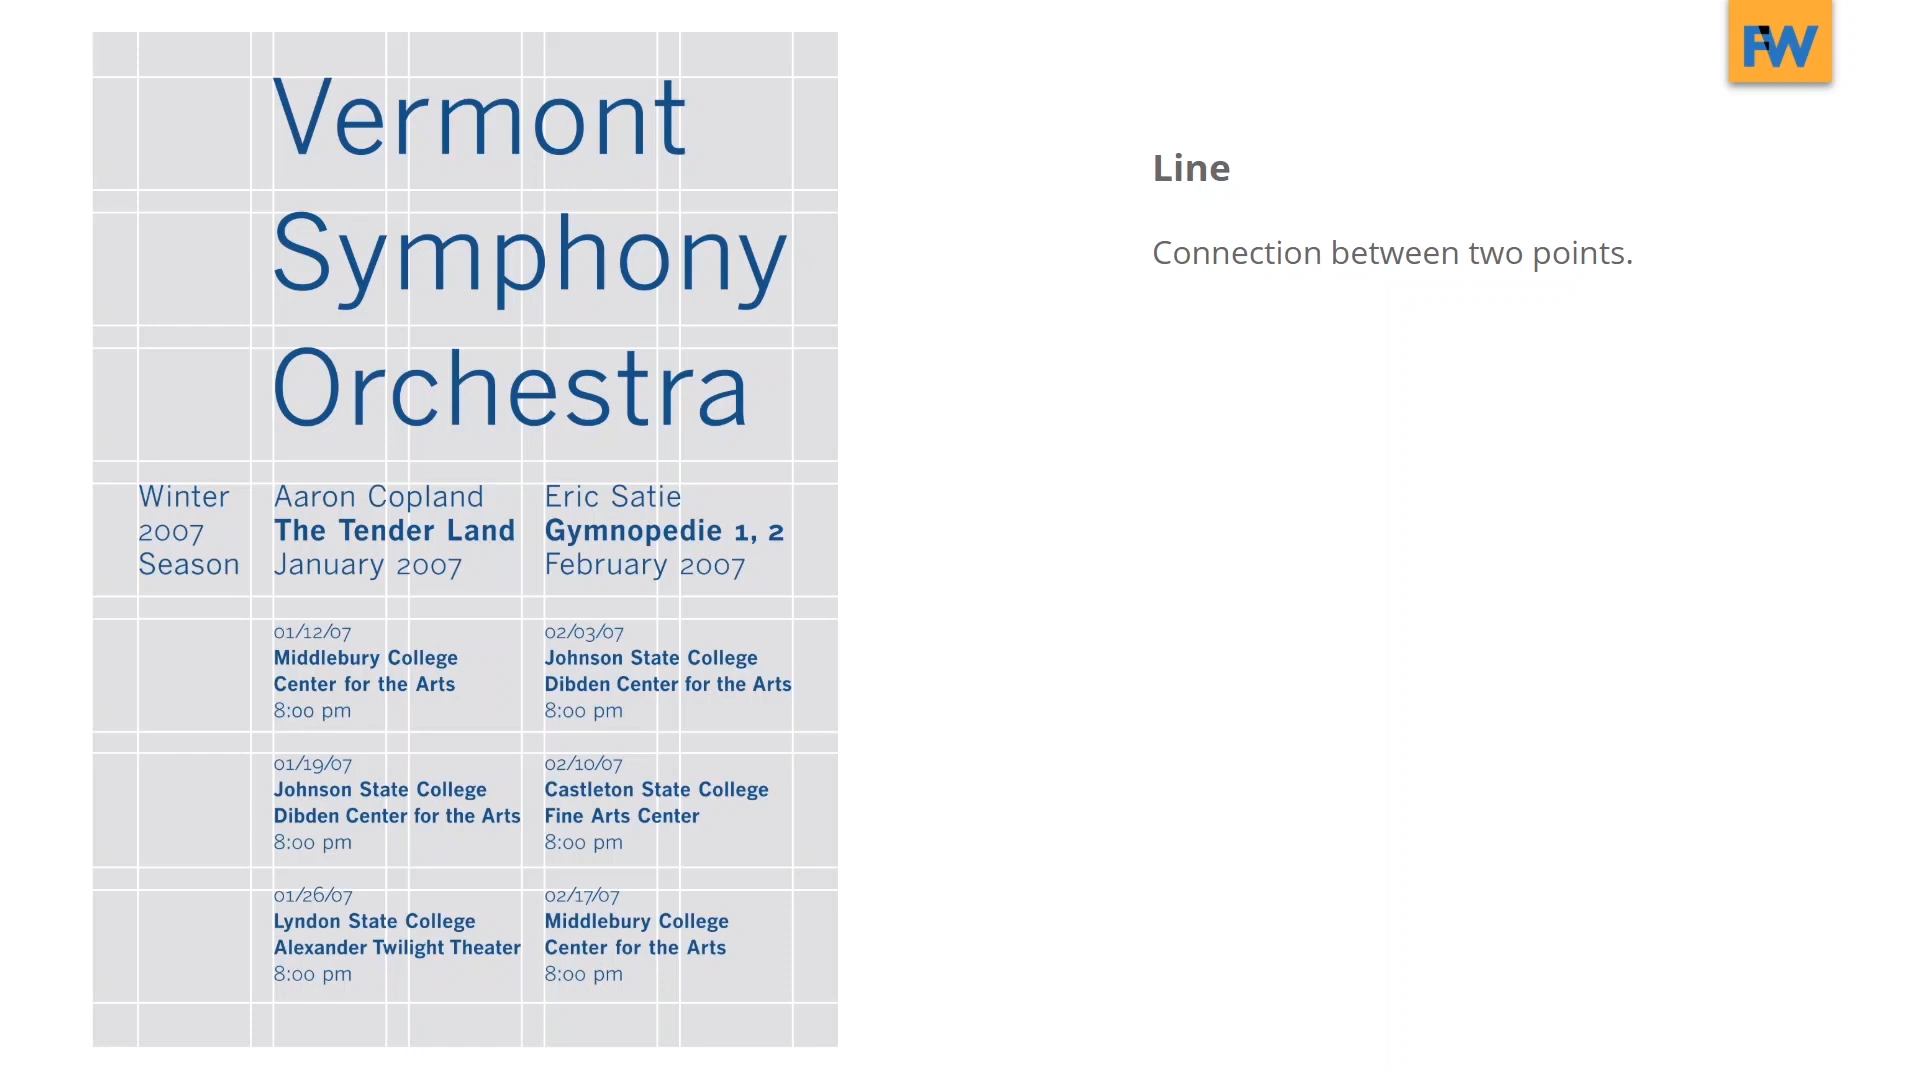 Vermont
Symphony
Orchestra
Winter
2007
Season
Aaron Copland
The Tender Land
January 2007
Eric Satie
Gymnopedie 1, 2
February 2007
01/12/07
Middlebury College
Center for the Arts
8:00 pm
02/03/07
Johnson State College
Dibden Center for the Arts
8:00 pm
01/19/07
Johnson State College
Dibden Center for the Arts
8:00 pm
02/10/07
Castleton State College
Fine Arts Center
8:00 pm
01/26/07
Lyndon State College
Alexander Twilight Theater
8:00 pm
02/17/07
Middlebury College
Center for the Arts
8:00 pm
FW
Line
Connection between two points.